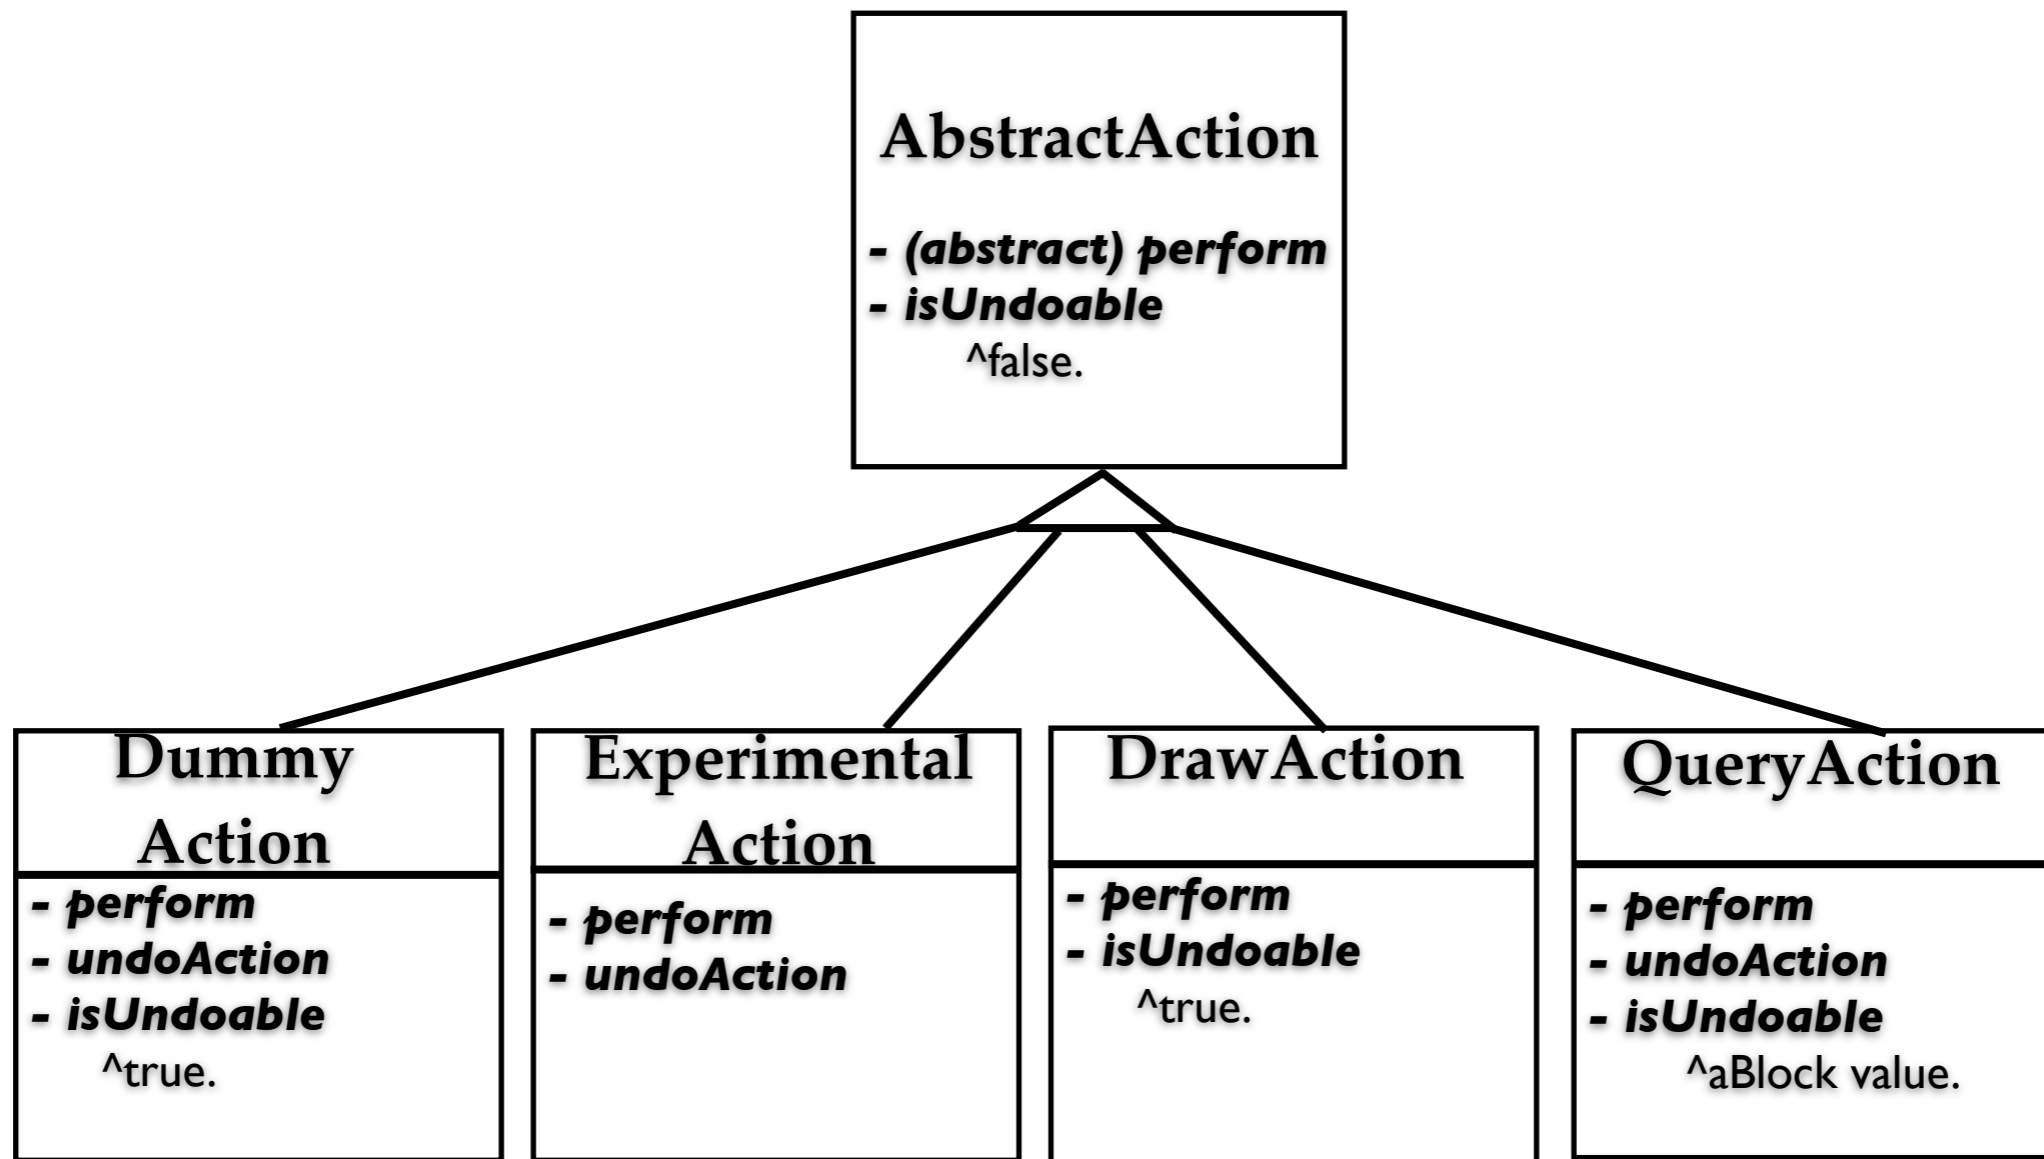 AbstractAction
- (abstract) perform
- isUndoable
^false.
Dummy
Action
- perform
- undoAction
- isUndoable
^true.
Experimental
Action
- perform
- undoAction
DrawAction
- perform
- isUndoable
^true.
QueryAction
- perform
- undoAction
- isUndoable
^aBlock value.